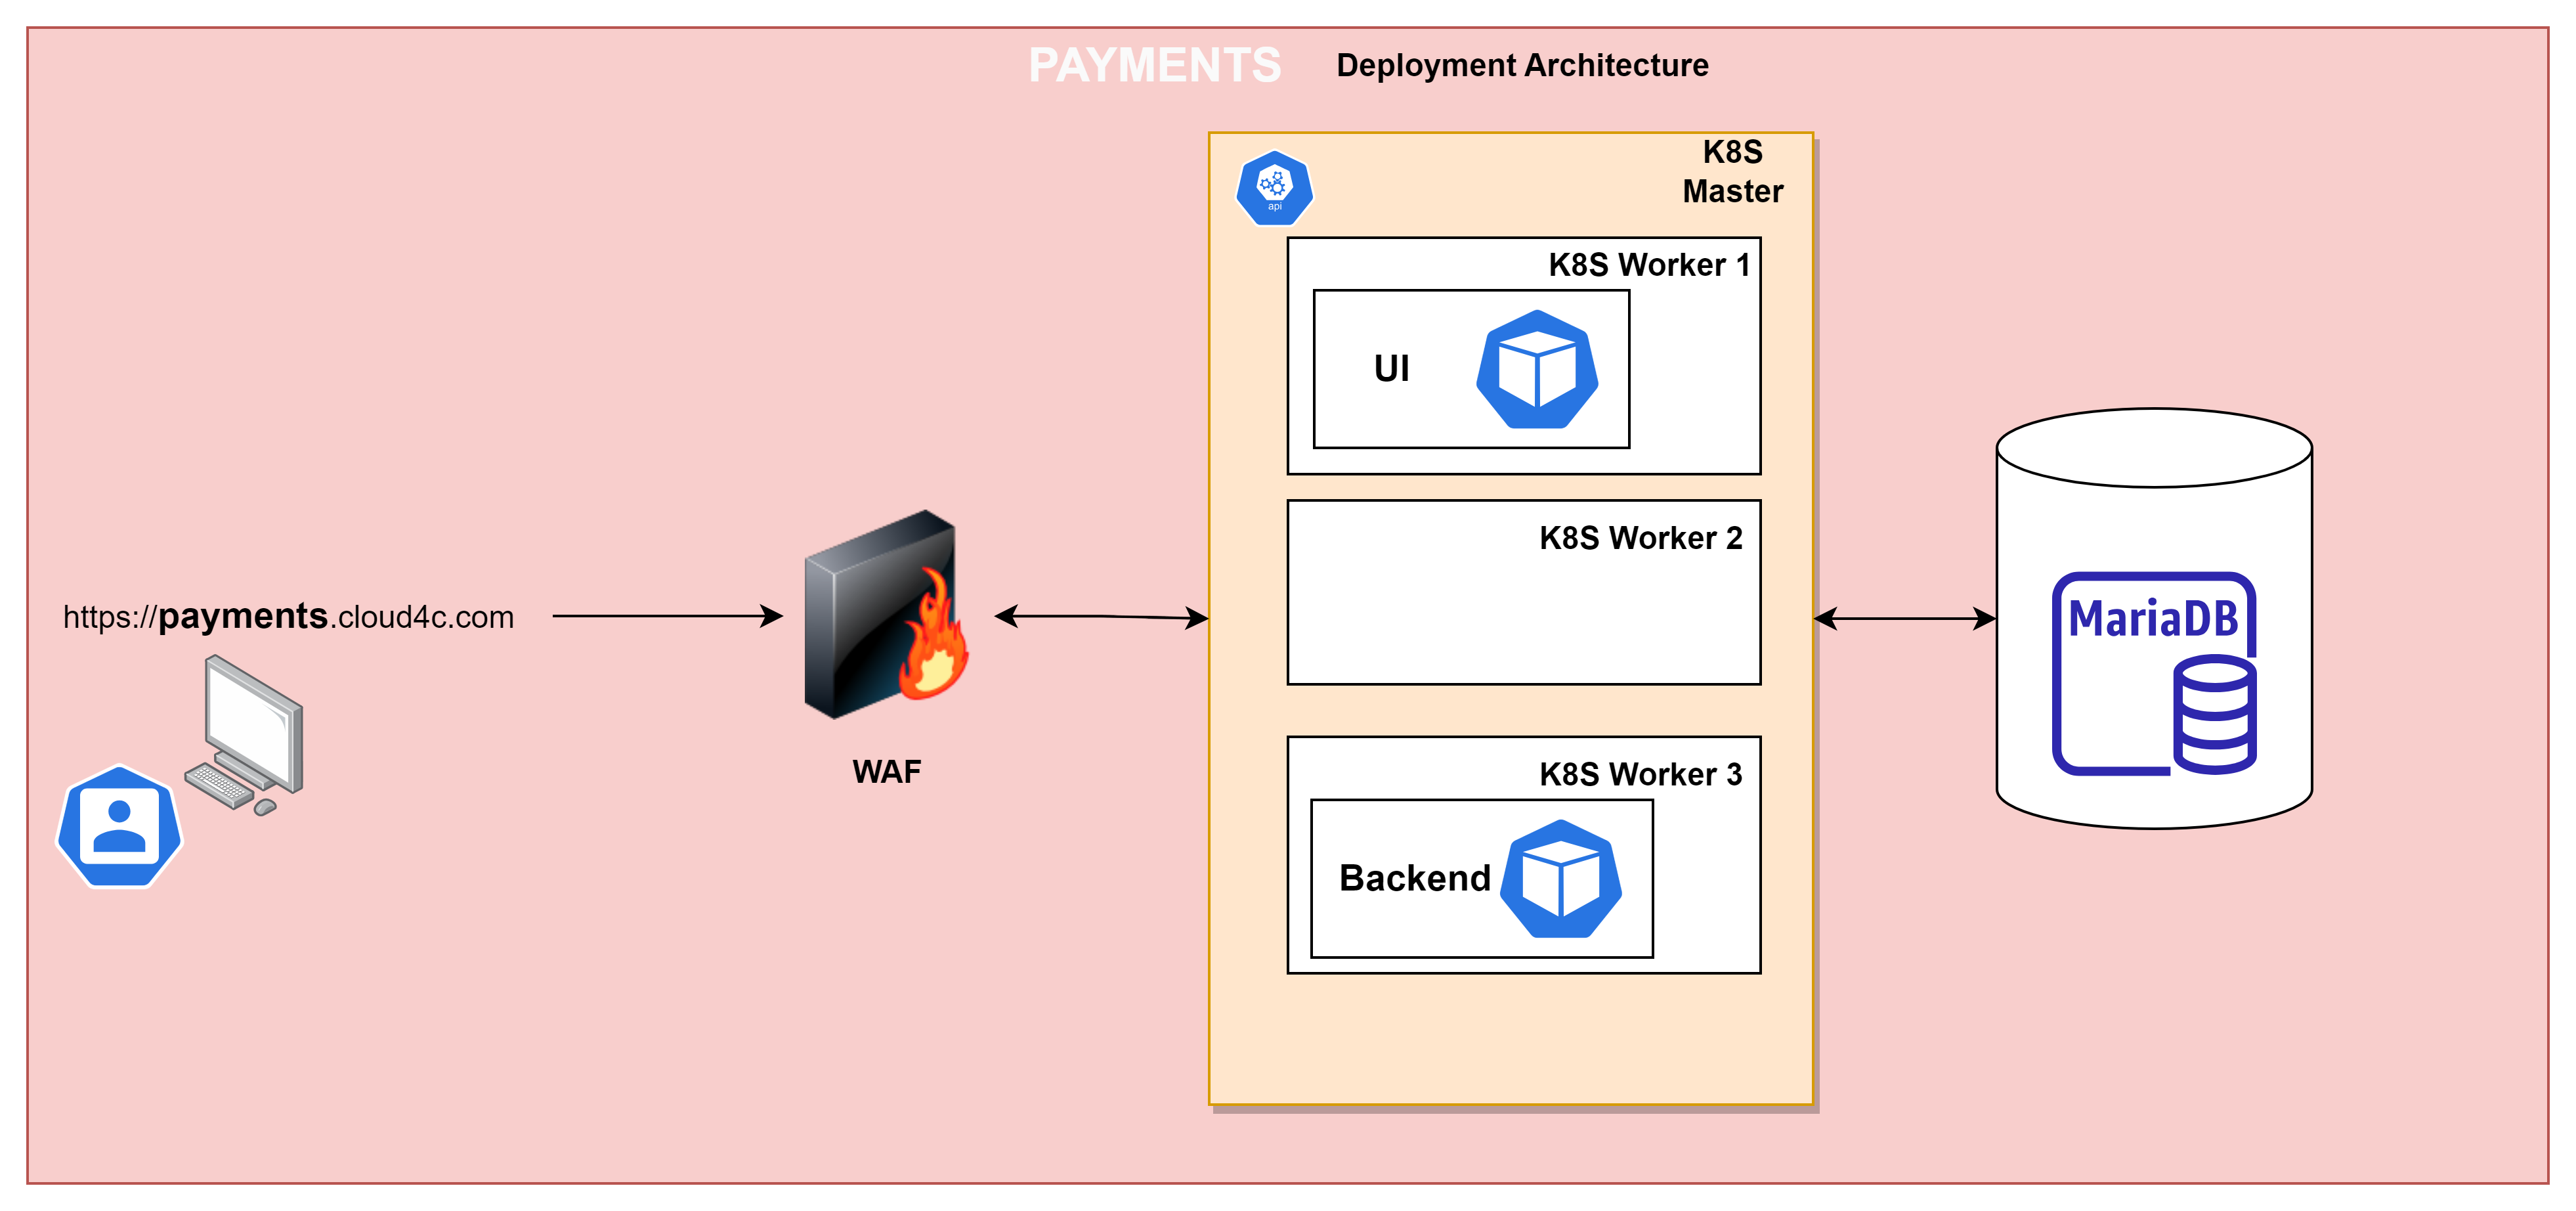 PAYMENTS Deployment Architecture
K8S
Master
api
K8S Worker 1
UI
K8S Worker 2
https://payments.cloud4c.com
WAF
MariaDB
K8S Worker 3
Backend